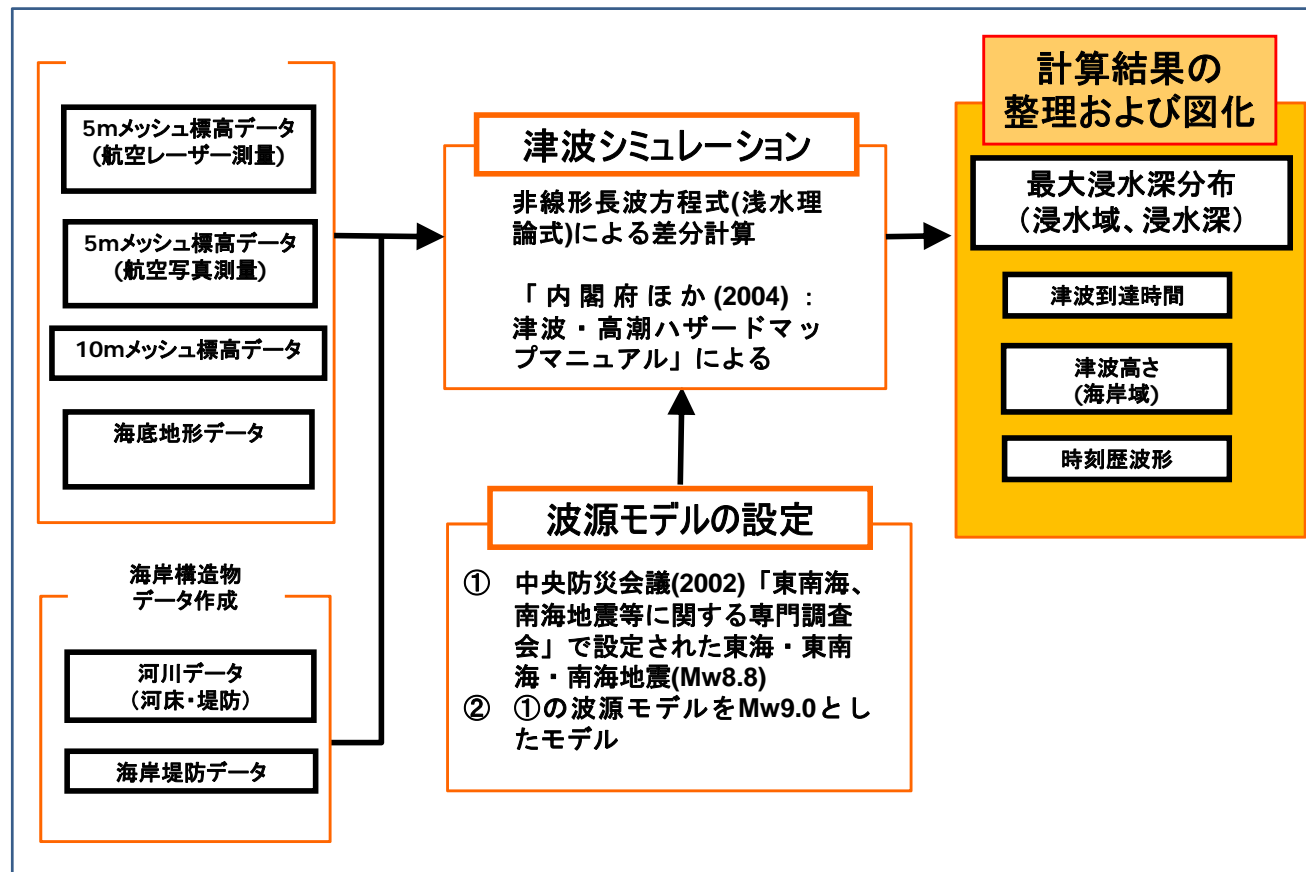 5mメッシュ標高データ
(航空レーザー測量)
5mメッシュ標高データ
(航空写真測量)
10mメッシュ標高データ
海底地形データ
海岸構造物
データ作成
河川データ
(河床・堤防)
海岸堤防データ
津波シミュレーション
非線形長波方程式(浅水理
論式)による差分計算
「内閣府ほか(2004)：
津波・高潮ハザードマッ
プマニュアル」による
波源モデルの設定
① 中央防災会議(2002)「東南海、
南海地震等に関する専門調査
会」で設定された東海・東南
海・南海地震(Mw8.8)
② ①の波源モデルをMw9.0とし
たモデル
計算結果の
整理および図化
最大浸水深分布
（浸水域、浸水深）
津波到達時間
津波高さ
(海岸域)
時刻歴波形